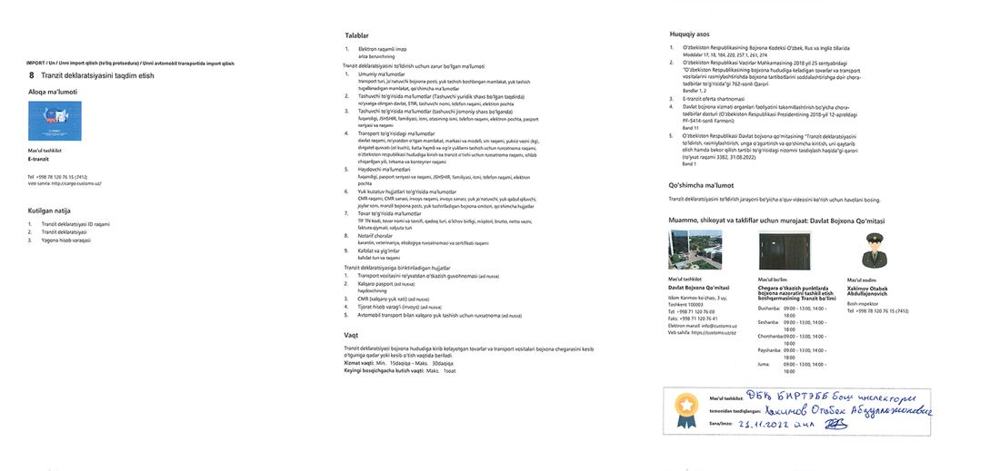 IMPORT / Un / Unni import qilish (to'liq protsedura) / Unni avtomobil transportida import qilish
8 Tranzit deklaratsiyasini taqdim etish
Aloqa ma'lumoti
Mas'ul tashkilot
E-tranzit
Tel +998 78 120 76 15 (7412)
Veb sahifa: http://cargo.customs.uz/
Kutilgan natija
1. Tranzit deklaratsiyasi ID raqami
2. Tranzit deklaratsiyasi
3. Yagona hisob varaqasi
Talablar
1. Elektron raqamli imzo
ariza beruvchining
Tranzit deklaratsiyasini to'ldirish uchun zarur bo'lgan ma'lumoti
1. Umumiy ma'lumotlar
transport turi, jo'natuvchi bojxona posti, yuk tashish boshlangan mamlakat, yuk tashish
tugallanadigan mamlakat, qo'shimcha ma'lumotlar
2. Tashuvchi to'g'risida ma'lumotlar (Tashuvchi yuridik shaxs bo'lgan taqdirda)
ro'yxatga olingan davlat, STIR, tashuvchi nomi, telefon raqami, elektron pochta
3. Tashuvchi to'g'risida ma'lumotlar (tashuvchi jismoniy shaxs bo'lganda)
fuqaroligi, JSHSHIR, familiyasi, ismi, otasining ismi, telefon raqami, elektron pochta, pasport
seriyasi va raqami
4. Transport to'g'risidagi ma'lumotlar
davlat raqami, ro'yxatdan o'tgan mamlakat, markasi va modeli, vin raqami, yuksiz vazni (kg),
dvigatel quvvati (ot kuchi), katta hajmli va og'ir yuklarni tashish uchun ruxsatnoma raqami,
o'zbekiston respublikasi hududiga kirish va tranzit o'tish uchun ruxsatnoma raqami, ishlab
chiqarilgan yili, tirkama va konteyner raqami
5. Haydovchi ma'lumotlari
fuqaroligi, pasport seriyasi va raqami, JSHSHIR, familiyasi, ismi, telefon raqami, elektron
pochta
6. Yuk kuzatuv hujjatlari to'g'risida ma'lumotlar
CMR raqami, CMR sanasi, invoys raqami, invoys sanasi, yuk jo'natuvchi, yuk qabul qiluvchi,
joylar soni, manzil bojxona posti, yuk tushiriladigan bojxona ombori, qo'shimcha hujjatlar
7. Tovar to'g'risida ma'lumotlar
TIF TN kodi, tovar nomi va tavsifi, qadoq turi, o'lchov birligi, miqdori, brutto, netto vazni,
faktura qiymati, valyuta turi
8. Notarif choralar
karantin, veterinariya, ekologiya ruxsatnomasi va sertifikati raqami
9. Kafolat va yig'imlar
kafolat turi va raqami
Tranzit deklaratsiyasiga biriktiriladigan hujjatlar
1. Transport vositasini ro'yxatdan o'tkazish guvohnomasi (asl nusxa)
2. Xalqaro pasport (asl nusxa)
haydovchining
3. CMR (xalqaro yuk xati) (asl nusxa)
4. Tijorat hisob varag'i (invoys) (asl nusxa)
5. Avtomobil transport bilan xalqaro yuk tashish uchun ruxsatnoma (asl nusxa)
Vaqt
Tranzit deklaratsiyasi bojxona hududiga kirib kelayotgan tovarlar va transport vositalari bojxona chegarasini kesib
o'tguniga qadar yoki kesib o'tish vaqtida beriladi.
Xizmat vaqti: Min. 15daqiqa - Maks. 30daqiqa
Keyingi bosqichgacha kutish vaqti: Maks. 1soat
Huquqiy asos
1. O'zbekiston Respublikasining Bojxona Kodeksi O'zbek, Rus va Ingliz tillarida
Moddalar 17, 18, 184, 220, 257.1, 261, 274
2. O'zbekiston Respublikasi Vazirlar Mahkamasining 2018 yil 25 sentyabrdagi
"O'zbekiston Respublikasining bojxona hududiga keladigan tovarlar va transport
vositalarini rasmiylashtirishda bojxona tartibotlarini soddalashtirishga doir chora-
tadbirlar to'g'risida"gi 762-sonli Qarori
Bandlar 1, 2
3. E-tranzit oferta shartnomasi
4. Davlat bojxona xizmati organlari faoliyatini takomillashtirish bo'yicha chora-
tadbirlar dasturi (O'zbekiston Respublikasi Prezidentining 2018-yil 12-apreldagi
PF-5414-sonli Farmoni)
Band 11
5. O'zbekiston Respublikasi Davlat bojxona qo'mitasining "Tranzit deklaratsiyasini
to'ldirish, rasmiylashtirish, unga o'zgartirish va qo'shimcha kiritish, uni qaytarib
olish hamda bekor qilish tartibi to'g'risidagi nizomni tasdiqlash haqida"gi qarori
(ro'yxat raqami 3382, 31.08.2022)
Band 1
Qo'shimcha ma'lumot
Tranzit deklaratsiyasini to'ldirish jarayoni bo'yicha o'quv videosini ko'rish uchun havolani bosing.
Muammo, shikoyat va takliflar uchun murojaat: Davlat Bojxona Qo'mitasi
Mas'ul tashkilot
Davlat Bojxona Qo'mitasi
Islom Karimov ko'chasi, 3 uy,
Toshkent 100003
Tel: +998 71 120 76 00
Faks: +998 71 120 76 41
Elektron manzil: info@customs.uz
Veb sahifa: https://customs.uz/oz
Mas'ul bo'lim
Chegara o'tkazish punktlarda
bojxona nazoratini tashkil etish
boshqarmasining Tranzit bo'limi
Dushanba: 09:00 - 13:00, 14:00 -
18:00
Seshanba: 09:00 - 13:00, 14:00 -
18:00
Chorshanba: 09:00 - 13:00, 14:00 -
18:00
Payshanba: 09:00 - 13:00, 14:00 -
18:00
Juma: 09:00 - 13:00, 14:00 -
18:00
Mas'ul xodim
Xakimov Otabek
Abdullajonovich
Bosh inspektor
Tel: +998 78 120 76 15 (7412)
Mas'ul tashkilot: ДБҚ БНРТЭББ бош инспектори
tomonidan tasdiqlangan: Хакимов Отабек Абдуллажонович
Sana/Imzo: 23.11.2022 йил